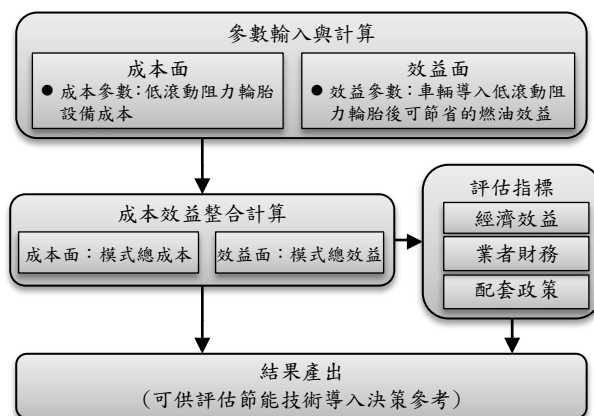 參數輸入與計算
成本面
● 成本參數：低滾動阻力輪胎
設備成本
效益面
● 效益參數：車輛導入低滾動阻
力輪胎後可節省的燃油效益
成本效益整合計算
成本面：模式總成本
效益面：模式總效益
評估指標
經濟效益
業者財務
配套政策
結果產出
（可供評估節能技術導入決策參考）